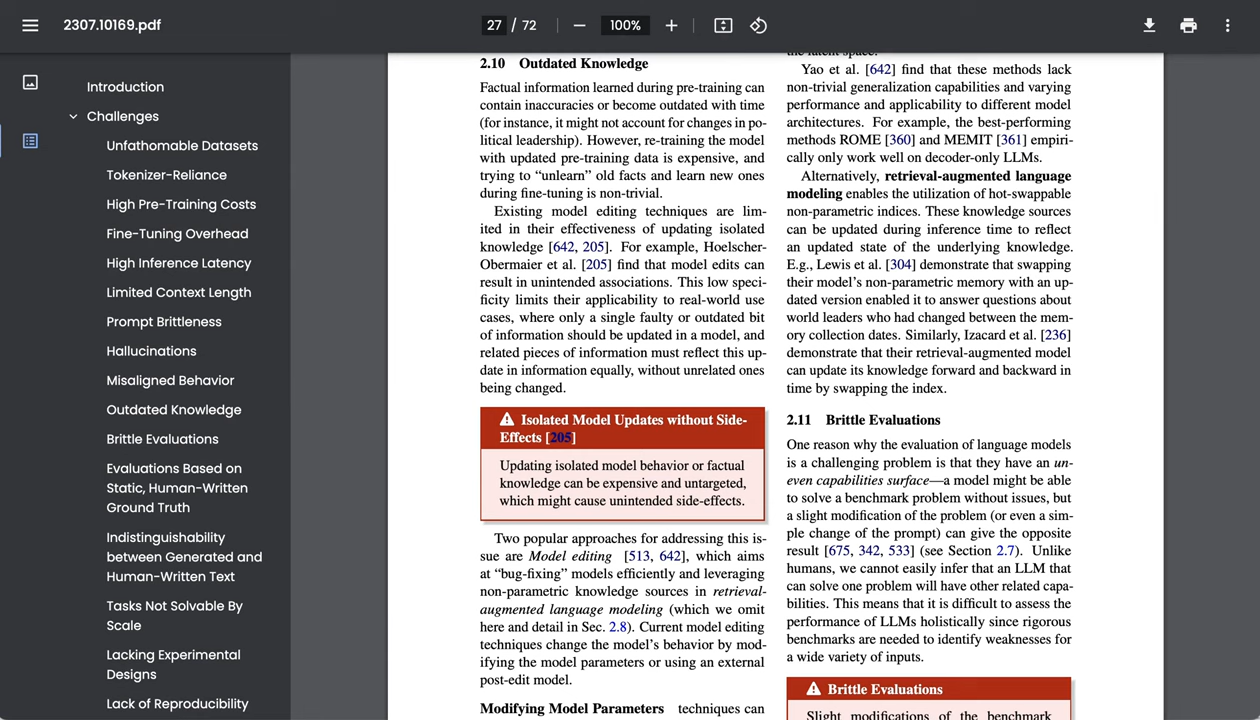 2307.10169.pdf
27 / 72
100%
Introduction
Challenges
Unfathomable Datasets
Tokenizer-Reliance
High Pre-Training Costs
Fine-Tuning Overhead
High Inference Latency
Limited Context Length
Prompt Brittleness
Hallucinations
Misaligned Behavior
Outdated Knowledge
Brittle Evaluations
Evaluations Based on
Static, Human-Written
Ground Truth
Indistinguishability
between Generated and
Human-Written Text
Tasks Not Solvable By
Scale
Lacking Experimental
Designs
Lack of Reproducibility
2.10 Outdated Knowledge
Factual information learned during pre-training can
contain inaccuracies or become outdated with time
(for instance, it might not account for changes in po-
litical leadership). However, re-training the model
with updated pre-training data is expensive, and
trying to “unlearn” old facts and learn new ones
during fine-tuning is non-trivial.
Existing model editing techniques are lim-
ited in their effectiveness of updating isolated
knowledge [642, 205]. For example, Hoelscher-
Obermaier et al. [205] find that model edits can
result in unintended associations. This low speci-
ficity limits their applicability to real-world use
cases, where only a single faulty or outdated bit
of information should be updated in a model, and
related pieces of information must reflect this up-
date in information equally, without unrelated ones
being changed.
Isolated Model Updates without Side-
Effects [205]
Updating isolated model behavior or factual
knowledge can be expensive and untargeted,
which might cause unintended side-effects.
Two popular approaches for addressing this is-
sue are Model editing [513, 642], which aims
at “bug-fixing” models efficiently and leveraging
non-parametric knowledge sources in retrieval-
augmented language modeling (which we omit
here and detail in Sec. 2.8). Current model editing
techniques change the model’s behavior by mod-
ifying the model parameters or using an external
post-edit model.
Modifying Model Parameters techniques can
the latent space.
Yao et al. [642] find that these methods lack
non-trivial generalization capabilities and varying
performance and applicability to different model
architectures. For example, the best-performing
methods ROME [360] and MEMIT [361] empiri-
cally only work well on decoder-only LLMs.
Alternatively, retrieval-augmented language
modeling enables the utilization of hot-swappable
non-parametric indices. These knowledge sources
can be updated during inference time to reflect
an updated state of the underlying knowledge.
E.g., Lewis et al. [304] demonstrate that swapping
their model’s non-parametric memory with an up-
dated version enabled it to answer questions about
world leaders who had changed between the mem-
ory collection dates. Similarly, Izacard et al. [236]
demonstrate that their retrieval-augmented model
can update its knowledge forward and backward in
time by swapping the index.
2.11 Brittle Evaluations
One reason why the evaluation of language models
is a challenging problem is that they have an un-
even capabilities surface—a model might be able
to solve a benchmark problem without issues, but
a slight modification of the problem (or even a sim-
ple change of the prompt) can give the opposite
result [675, 342, 533] (see Section 2.7). Unlike
humans, we cannot easily infer that an LLM that
can solve one problem will have other related capa-
bilities. This means that it is difficult to assess the
performance of LLMs holistically since rigorous
benchmarks are needed to identify weaknesses for
a wide variety of inputs.
Brittle Evaluations
Slight modifications of the benchmark